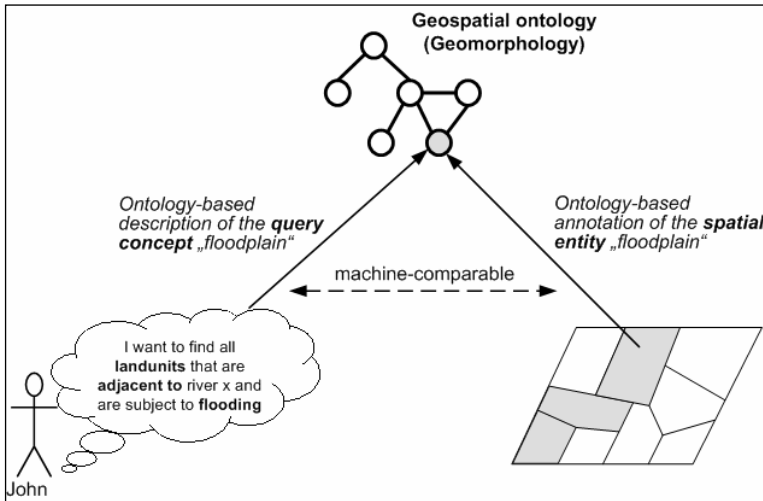 Geospatial ontology
(Geomorphology)
Ontology-based
description of the query
concept „floodplain“
Ontology-based
annotation of the spatial
entity „floodplain“
machine-comparable
I want to find all
landunits that are
adjacent to river x and
are subject to flooding
John